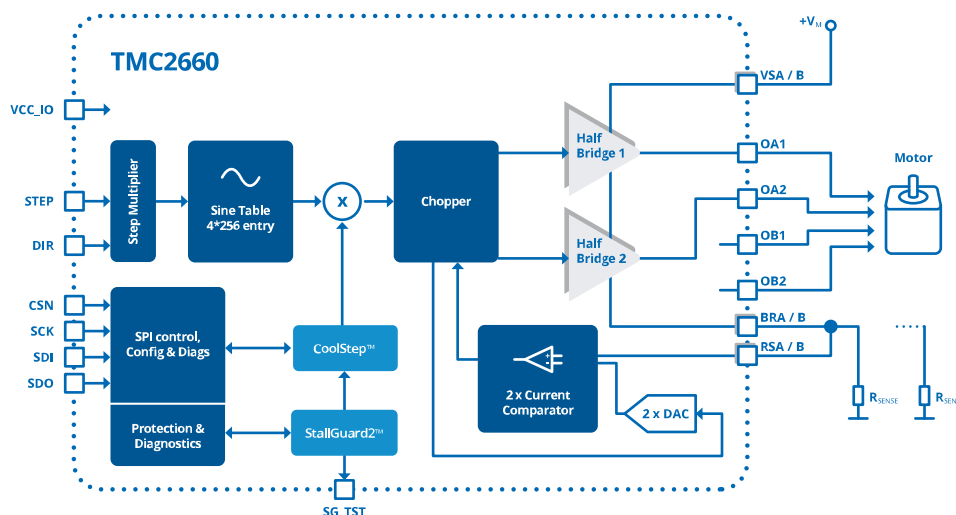 +VM
TMC2660
VSA / B
VCC_IO
OA1
Half
Bridge 1
Motor
Step Multiplier
Sine Table
4*256 entry
X
Chopper
STEP
OA2
DIR
OB1
Half
Bridge 2
OB2
CSN
SCK
SDI
SDO
SPI control,
Config & Diags
CoolStep™
BRA / B
RSA / B
2 x Current
Comparator
2 x DAC
RSENSE
RSEN
Protection &
Diagnostics
StallGuard2™
SG_TST